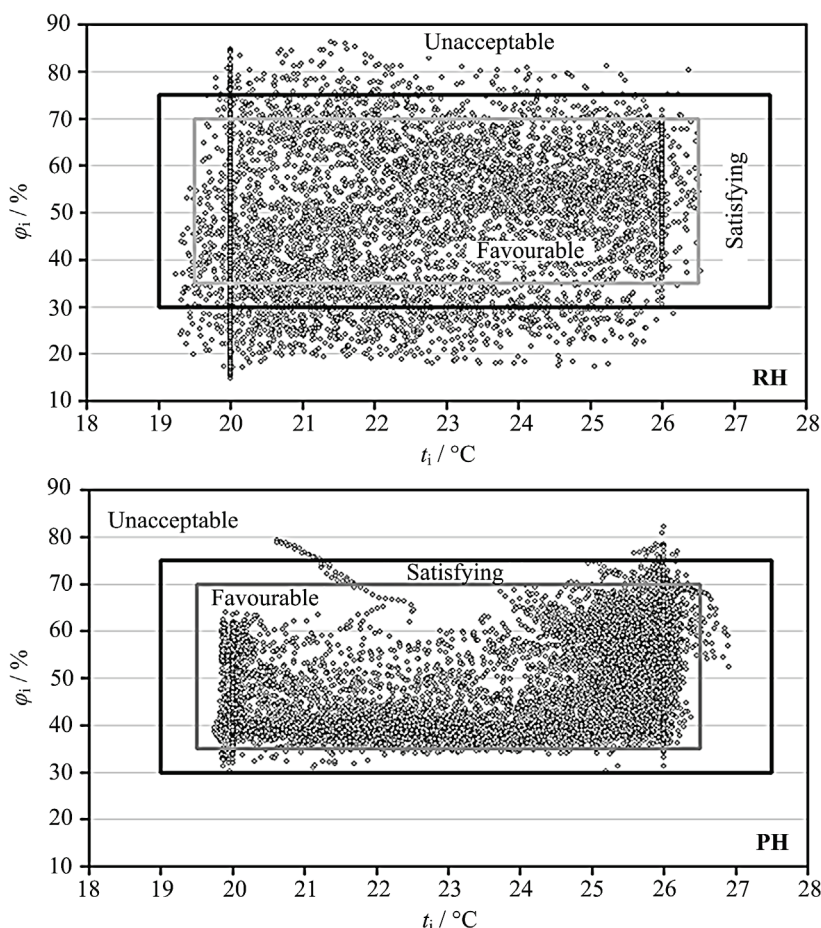 90
Unacceptable
80
70
60
Satisfying
50
φi / %
40
Favourable
30
20
RH
10
18 19 20 21 22 23 24 25 26 27 28
ti / °C
90
Unacceptable
80
Satisfying
70
Favourable
60
50
φi / %
40
30
20
PH
10
18 19 20 21 22 23 24 25 26 27 28
ti / °C